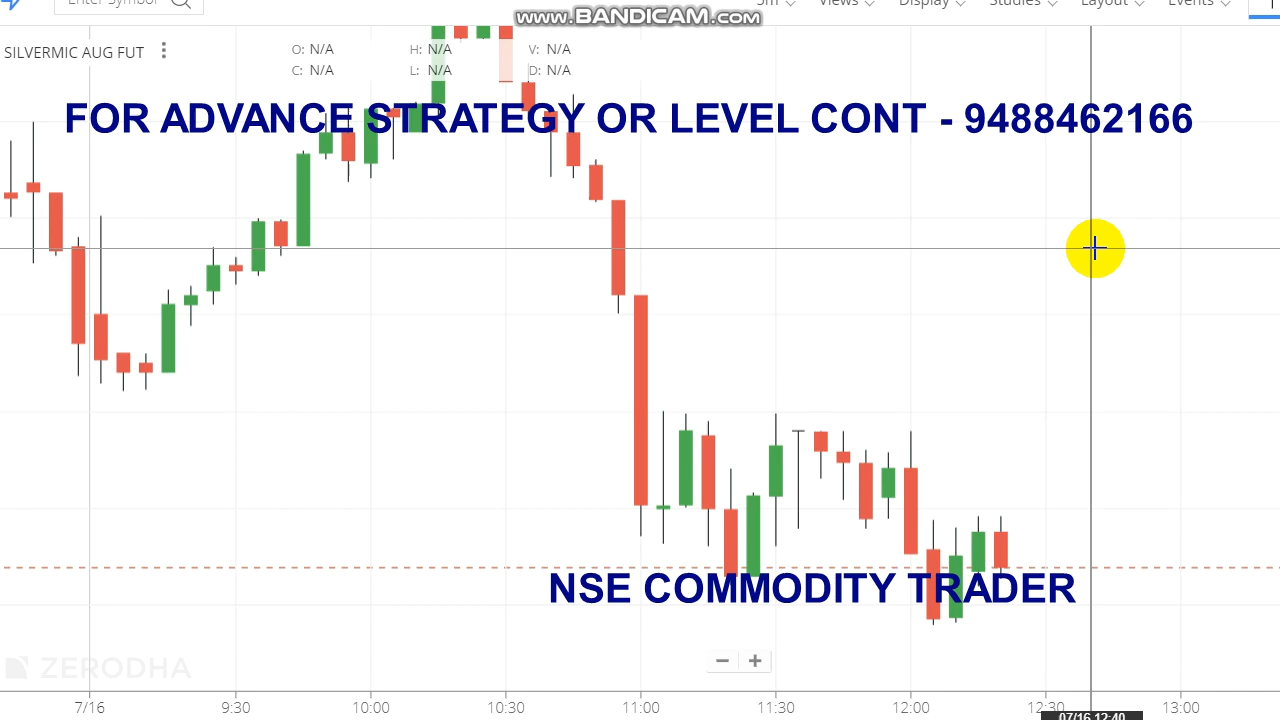 www.BANDICAM.com
Enter Symbol 5m Views Display Studies Layout Events
SILVERMIC AUG FUT O: N/A H: N/A V: N/A
C: N/A L: N/A D: N/A
FOR ADVANCE STRATEGY OR LEVEL CONT - 9488462166
NSE COMMODITY TRADER
ZERODHA
7/16 9:30 10:00 10:30 11:00 11:30 12:00 12:30 13:00
07/16 12:40